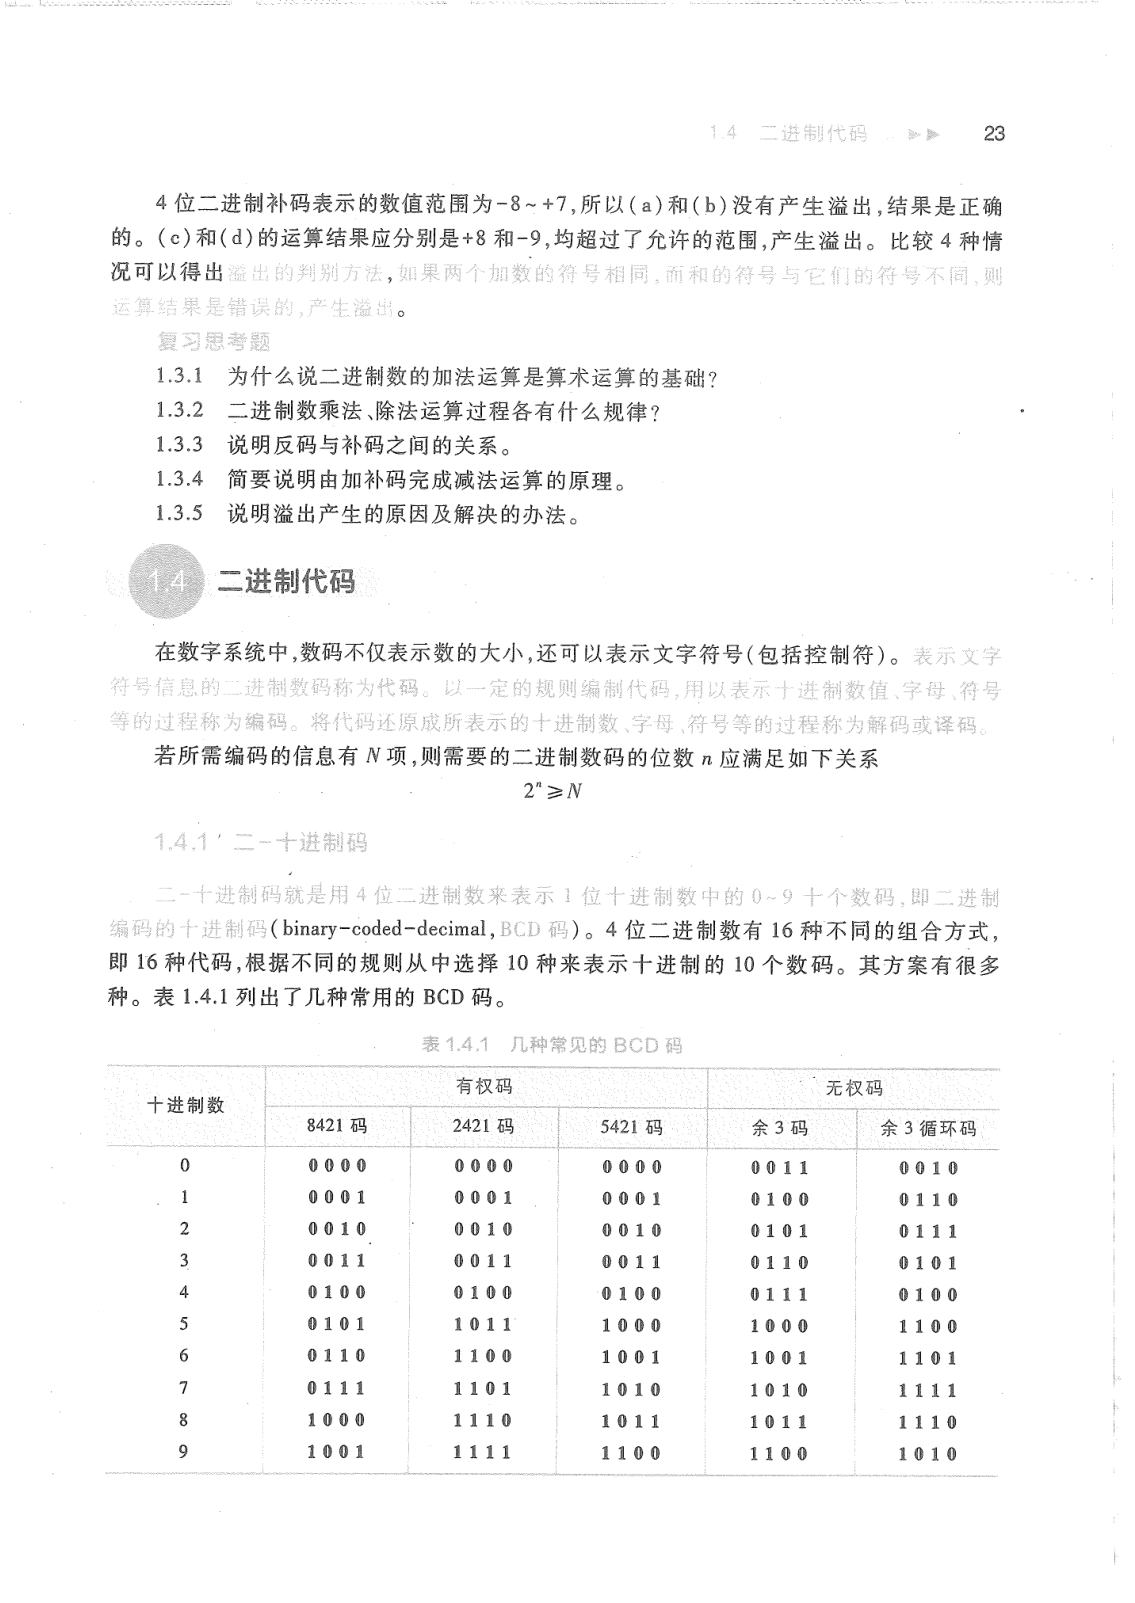 1.4 二进制代码 ▶▶ 23
4 位二进制补码表示的数值范围为-8~+7,所以(a)和(b)没有产生溢出,结果是正确
的。(c)和(d)的运算结果应分别是+8 和-9,均超过了允许的范围,产生溢出。比较 4 种情
况可以得出溢出的判别方法,如果两个加数的符号相同,而和的符号与它们的符号不同,则
运算结果是错误的,产生溢出。
复习思考题
1.3.1 为什么说二进制数的加法运算是算术运算的基础?
1.3.2 二进制数乘法、除法运算过程各有什么规律?
1.3.3 说明反码与补码之间的关系。
1.3.4 简要说明由加补码完成减法运算的原理。
1.3.5 说明溢出产生的原因及解决的办法。
1.4 二进制代码
在数字系统中,数码不仅表示数的大小,还可以表示文字符号(包括控制符)。表示文字
符号信息的二进制数码称为代码。以一定的规则编制代码,用以表示十进制数值、字母、符号
等的过程称为编码。将代码还原成所表示的十进制数、字母、符号等的过程称为解码或译码。
若所需编码的信息有 N 项,则需要的二进制数码的位数 n 应满足如下关系
2ⁿ≥N
1.4.1 二-十进制码
二-十进制码就是用 4 位二进制数来表示 1 位十进制数中的 0~9 十个数码,即二进制
编码的十进制码(binary-coded-decimal,BCD 码)。4 位二进制数有 16 种不同的组合方式,
即 16 种代码,根据不同的规则从中选择 10 种来表示十进制的 10 个数码。其方案有很多
种。表 1.4.1 列出了几种常用的 BCD 码。
表 1.4.1 几种常见的 BCD 码
十进制数 有权码 无权码
8421 码 2421 码 5421 码 余 3 码 余 3 循环码
0 0000 0000 0000 0011 0010
1 0001 0001 0001 0100 0110
2 0010 0010 0010 0101 0111
3 0011 0011 0011 0110 0101
4 0100 0100 0100 0111 0100
5 0101 1011 1000 1000 1100
6 0110 1100 1001 1001 1101
7 0111 1101 1010 1010 1111
8 1000 1110 1011 1011 1110
9 1001 1111 1100 1100 1010